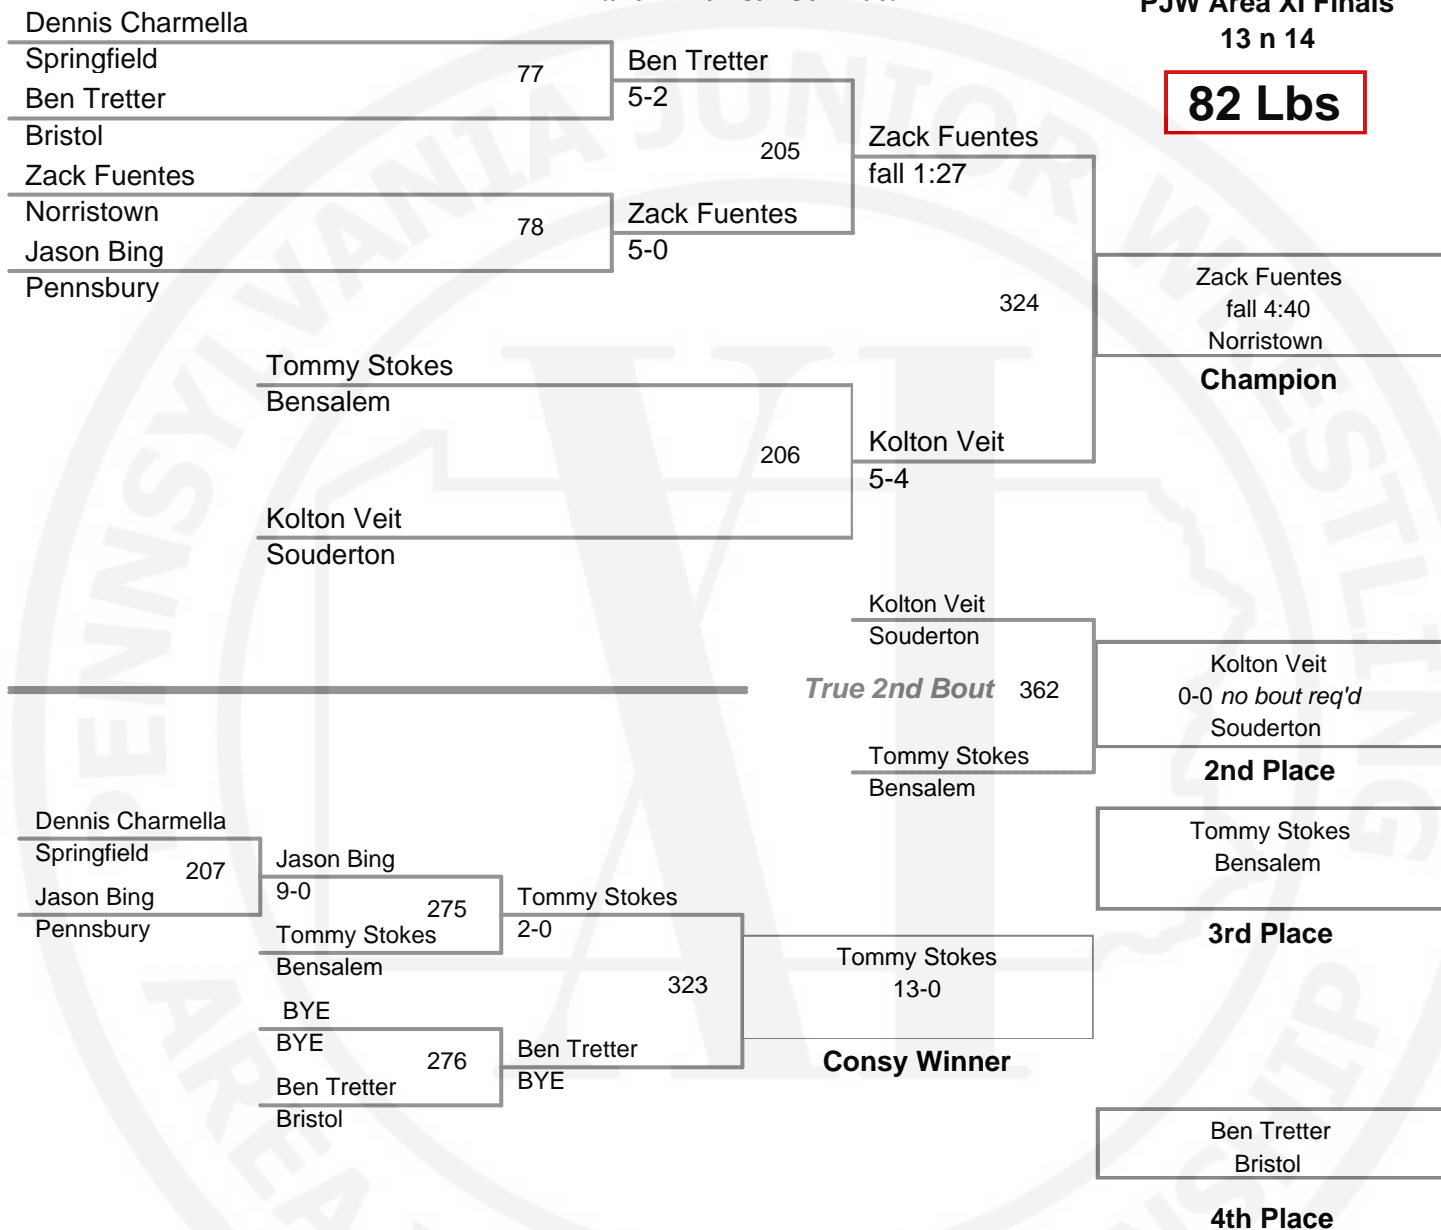 PJW Area XI Finals
13 n 14
82 Lbs
Dennis Charmella
Springfield
77
Ben Tretter
Bristol
Ben Tretter
5-2
205
Zack Fuentes
Norristown
78
Jason Bing
Pennsbury
Zack Fuentes
5-0
Zack Fuentes
fall 1:27
324
Zack Fuentes
fall 4:40
Norristown
Champion
Tommy Stokes
Bensalem
206
Kolton Veit
Souderton
Kolton Veit
5-4
Kolton Veit
Souderton
True 2nd Bout 362
Tommy Stokes
Bensalem
Kolton Veit
0-0 no bout req'd
Souderton
2nd Place
Dennis Charmella
Springfield
207
Jason Bing
Pennsbury
Jason Bing
9-0
275
Tommy Stokes
Bensalem
Tommy Stokes
2-0
323
BYE
BYE
276
Ben Tretter
Bristol
Ben Tretter
BYE
Tommy Stokes
13-0
Consy Winner
Tommy Stokes
Bensalem
3rd Place
Ben Tretter
Bristol
4th Place
PENNSYLVANIA JUNIOR WRESTLING
XI
AREA